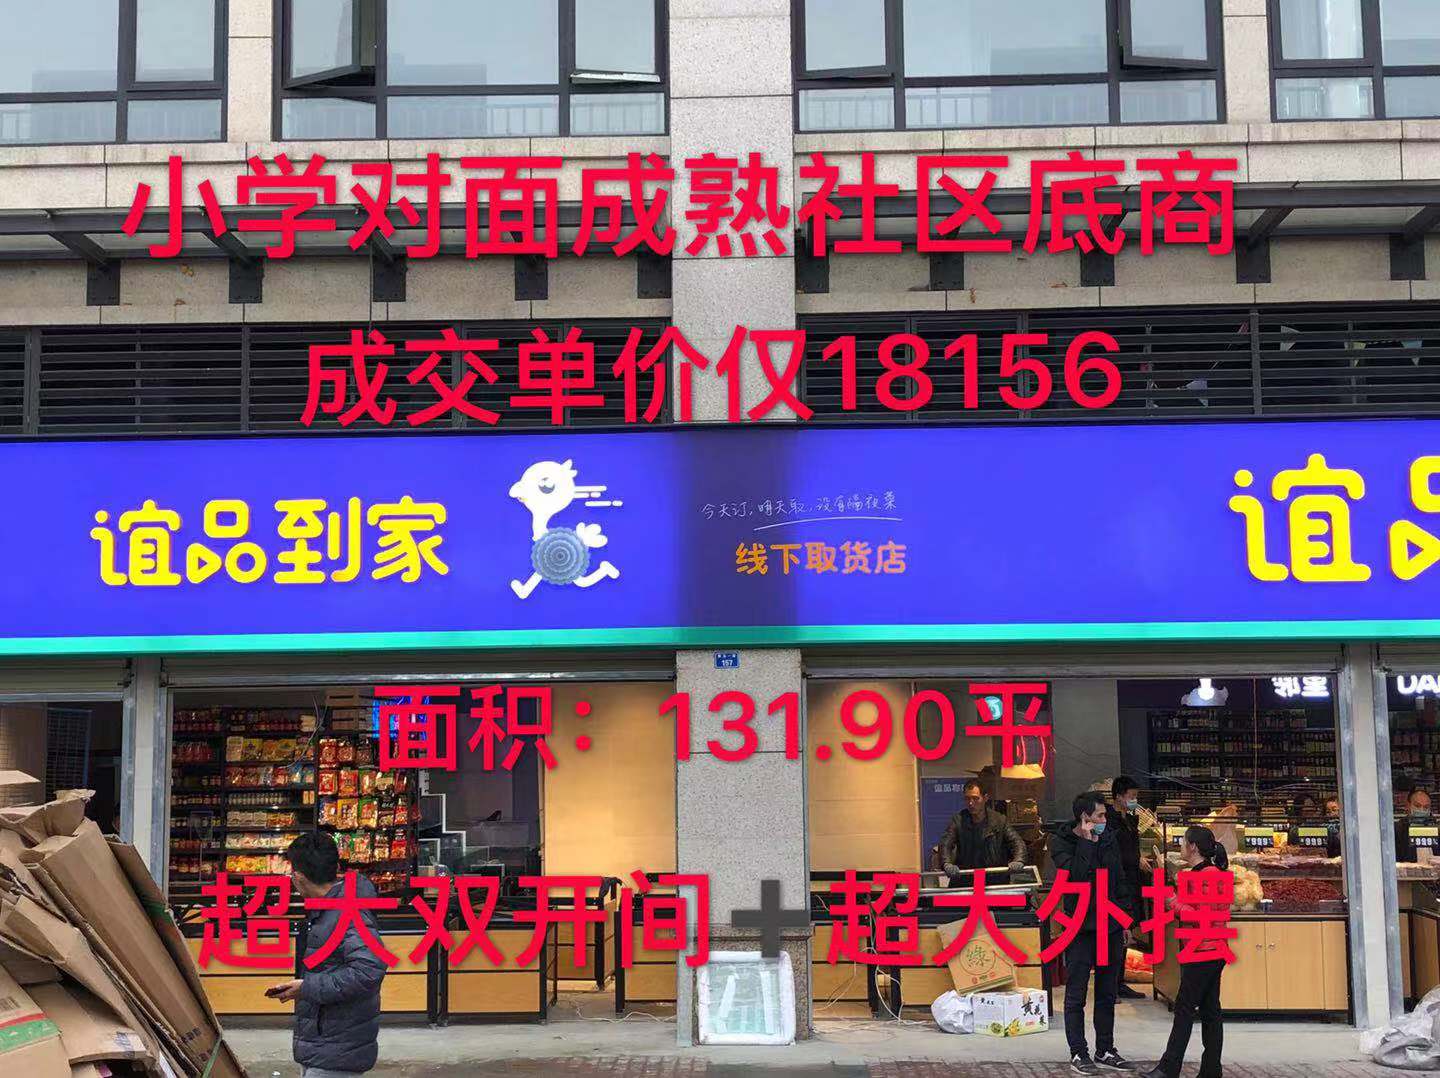 小学对面成熟社区底商
成交单价仅18156
谊品到家
今天订,明天取,没有隔夜菜
线下取货店
谊品
157
面积：131.90平
邻里
超大双开间➕超大外摆